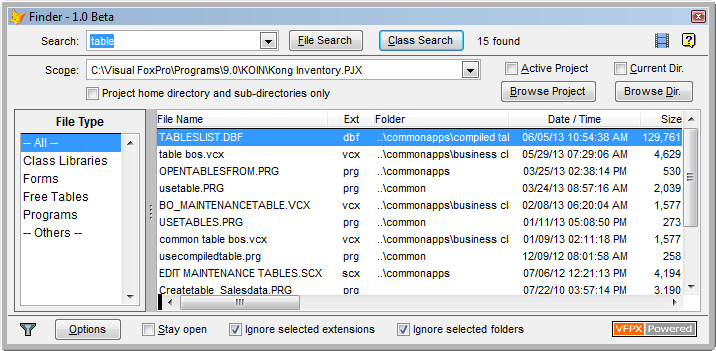 Finder - 1.0 Beta
Search: table File Search Class Search 15 found
Scope: C:\Visual FoxPro\Programs\9.0\KOIN\Kong Inventory.PJX Active Project Current Dir.
Project home directory and sub-directories only Browse Project Browse Dir.
File Type
-- All --
Class Libraries
Forms
Free Tables
Programs
-- Others --
File Name Ext Folder Date / Time Size
TABLESLIST.DBF dbf ..\commonapps\compiled tal 06/05/13 10:54:38 AM 129,761
table bos.vcx vcx ..\commonapps\business cl 05/29/13 07:29:06 AM 4,629
OPENTABLESFROM.PRG prg ..\commonapps 03/25/13 02:38:14 PM 530
usetable.PRG prg ..\common 03/24/13 08:57:16 AM 2,039
BO_MAINTENANCETABLE.VCX vcx ..\commonapps\business cl 02/08/13 06:20:04 AM 1,577
USETABLES.PRG prg ..\common 01/11/13 05:08:50 PM 273
common table bos.vcx vcx ..\commonapps\business cl 01/09/13 02:11:18 PM 1,577
usecompiledtable.prg prg ..\common 12/09/12 08:01:58 AM 258
EDIT MAINTENANCE TABLES.SCX scx ..\commonapps 07/06/12 12:21:13 PM 4,194
Createtable_Salesdata.PRG prg ..\common 07/22/10 03:57:14 PM 3,190
Options Stay open Ignore selected extensions Ignore selected folders VFPX Powered